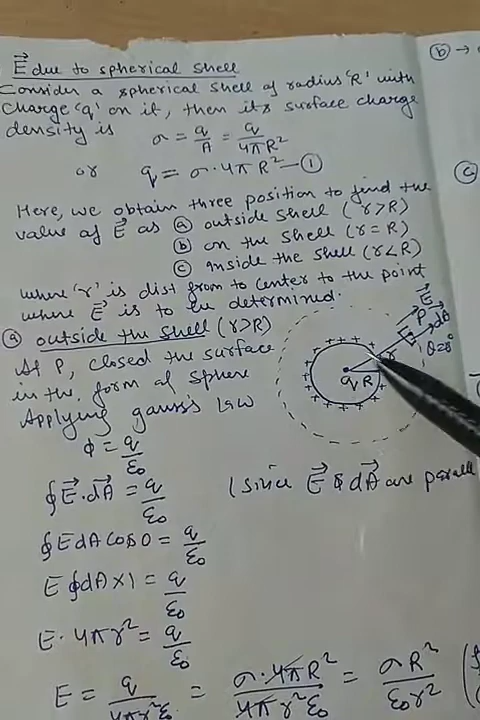 E⃗ due to spherical shell
Consider a spherical shell of radius 'R' with
Charge 'q' on it, then its surface charge
density is σ = q/A = q/4πR²
or q = σ·4πR² —①
Here, we obtain three position to find the
value of E⃗ as ⓐ outside shell (r>R)
ⓑ on the shell (r=R)
ⓒ inside the shell (r<R)
where 'r' is dist from to center to the point
where E⃗ is to be determined.
ⓐ outside the shell (r>R)
At P, closed the surface
in the form of sphere
Applying gauss's law
ϕ = q/ε₀
∮E⃗·dA⃗ = q/ε₀ (Since E⃗ & dA⃗ are parallel
∮EdA Cos0 = q/ε₀
E∮dA×1 = q/ε₀
E·4πr² = q/ε₀
E = q/4πr²ε₀ = σ·4πR²/4πr²ε₀ = σR²/ε₀r²
E⃗
P dA⃗
θ=0°
r
q R
ⓑ →
ⓒ